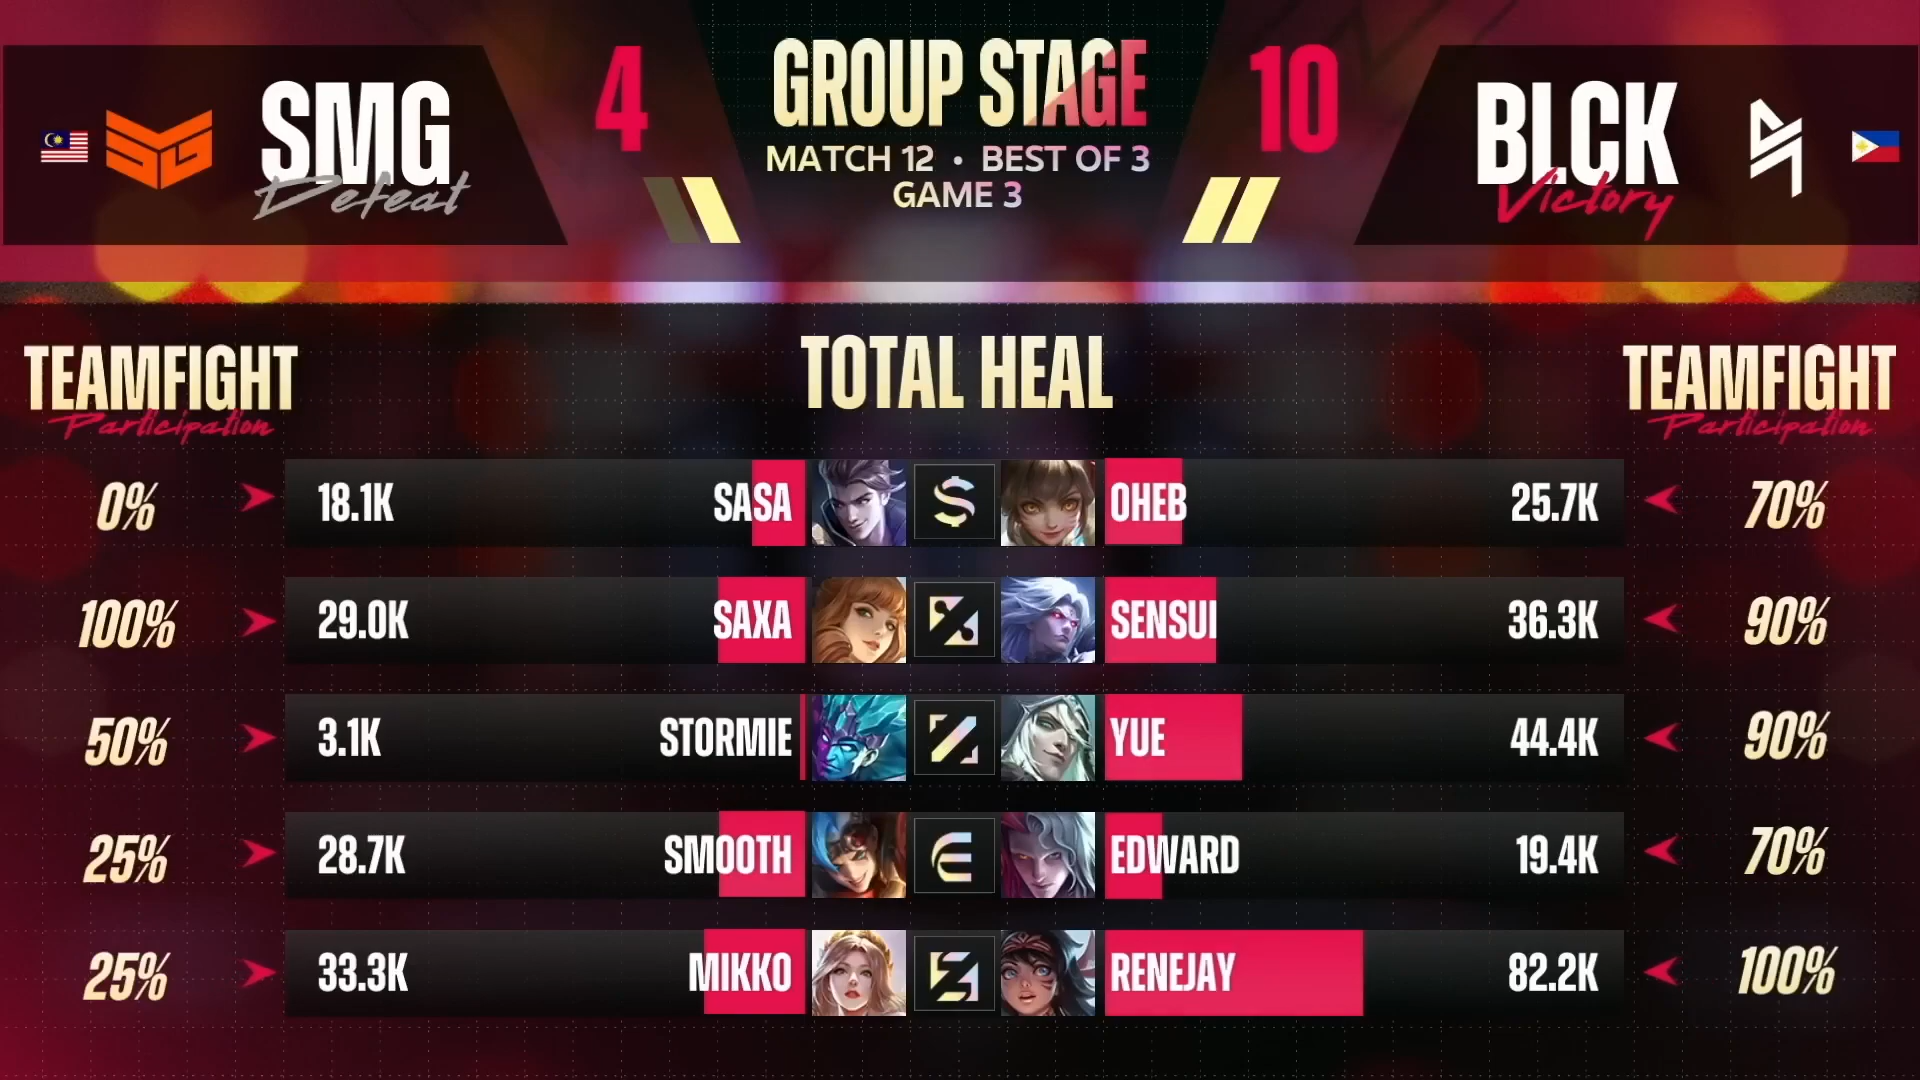 SMG
Defeat
4
GROUP STAGE
MATCH 12 • BEST OF 3
GAME 3
10
BLCK
Victory
TEAMFIGHT
Participation
TOTAL HEAL
TEAMFIGHT
Participation
0% 18.1K SASA OHEB 25.7K 70%
100% 29.0K SAXA SENSUI 36.3K 90%
50% 3.1K STORMIE YUE 44.4K 90%
25% 28.7K SMOOTH EDWARD 19.4K 70%
25% 33.3K MIKKO RENEJAY 82.2K 100%